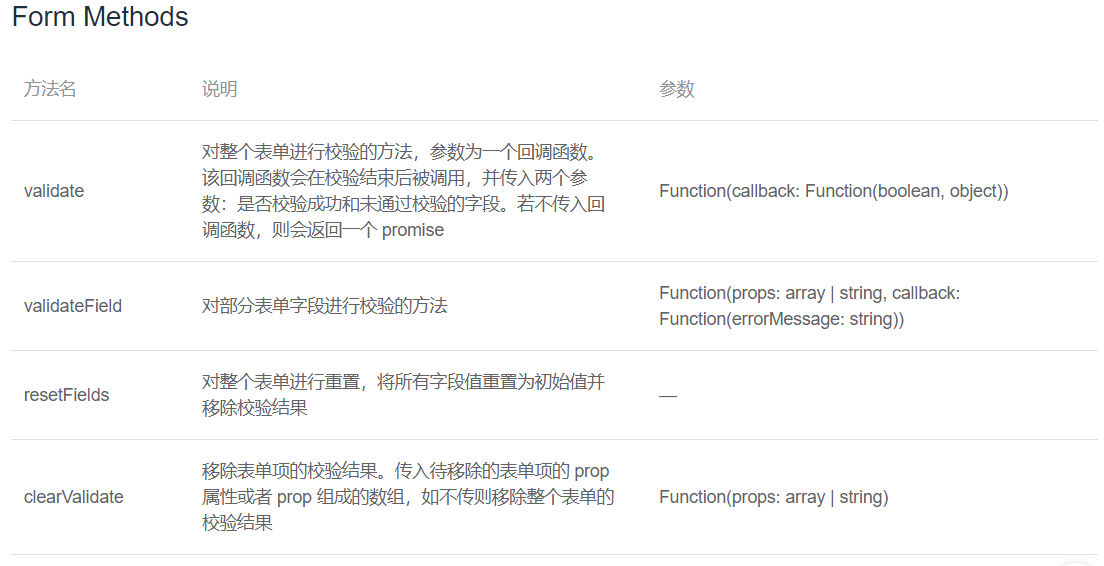 Form Methods
方法名 说明 参数
validate
对整个表单进行校验的方法，参数为一个回调函数。
该回调函数会在校验结束后被调用，并传入两个参
数：是否校验成功和未通过校验的字段。若不传入回
调函数，则会返回一个 promise
Function(callback: Function(boolean, object))
validateField
对部分表单字段进行校验的方法
Function(props: array | string, callback:
Function(errorMessage: string))
resetFields
对整个表单进行重置，将所有字段值重置为初始值并
移除校验结果
—
clearValidate
移除表单项的校验结果。传入待移除的表单项的 prop
属性或者 prop 组成的数组，如不传则移除整个表单的
校验结果
Function(props: array | string)